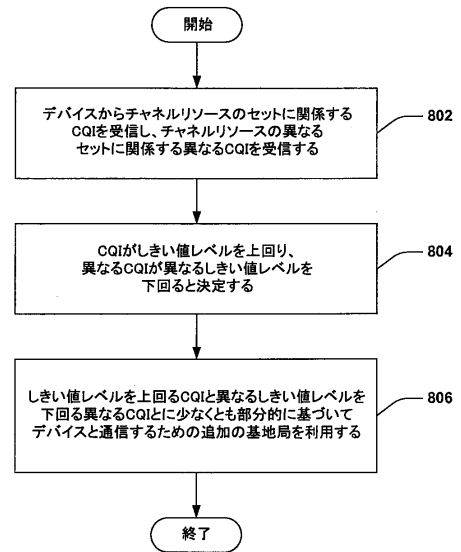 開始
デバイスからチャネルリソースのセットに関係する
CQIを受信し、チャネルリソースの異なる
セットに関係する異なるCQIを受信する
802
CQIがしきい値レベルを上回り、
異なるCQIが異なるしきい値レベルを
下回ると決定する
804
しきい値レベルを上回るCQIと異なるしきい値レベルを
下回る異なるCQIとに少なくとも部分的に基づいて
デバイスと通信するための追加の基地局を利用する
806
終了